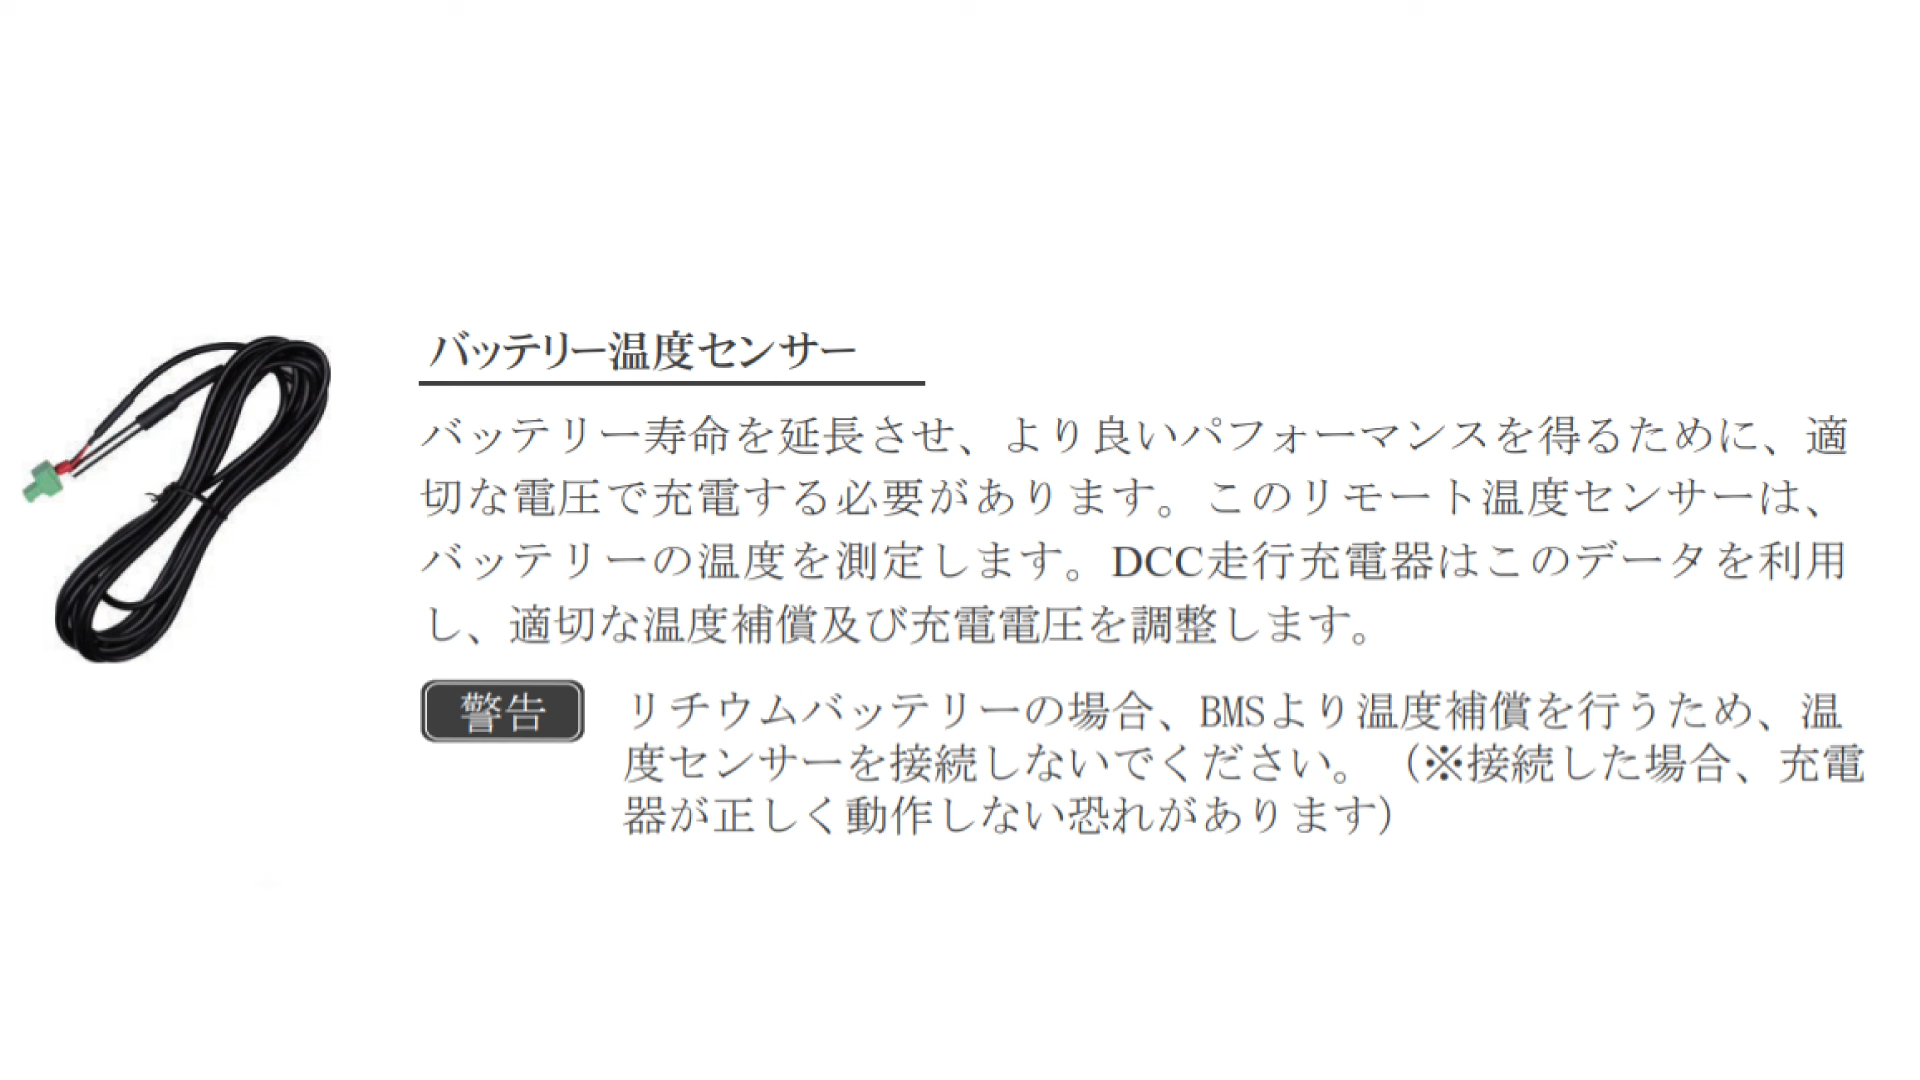 バッテリー温度センサー
バッテリー寿命を延長させ、より良いパフォーマンスを得るために、適
切な電圧で充電する必要があります。このリモート温度センサーは、
バッテリーの温度を測定します。DCC走行充電器はこのデータを利用
し、適切な温度補償及び充電電圧を調整します。
警告
リチウムバッテリーの場合、BMSより温度補償を行うため、温
度センサーを接続しないでください。（※接続した場合、充電
器が正しく動作しない恐れがあります）